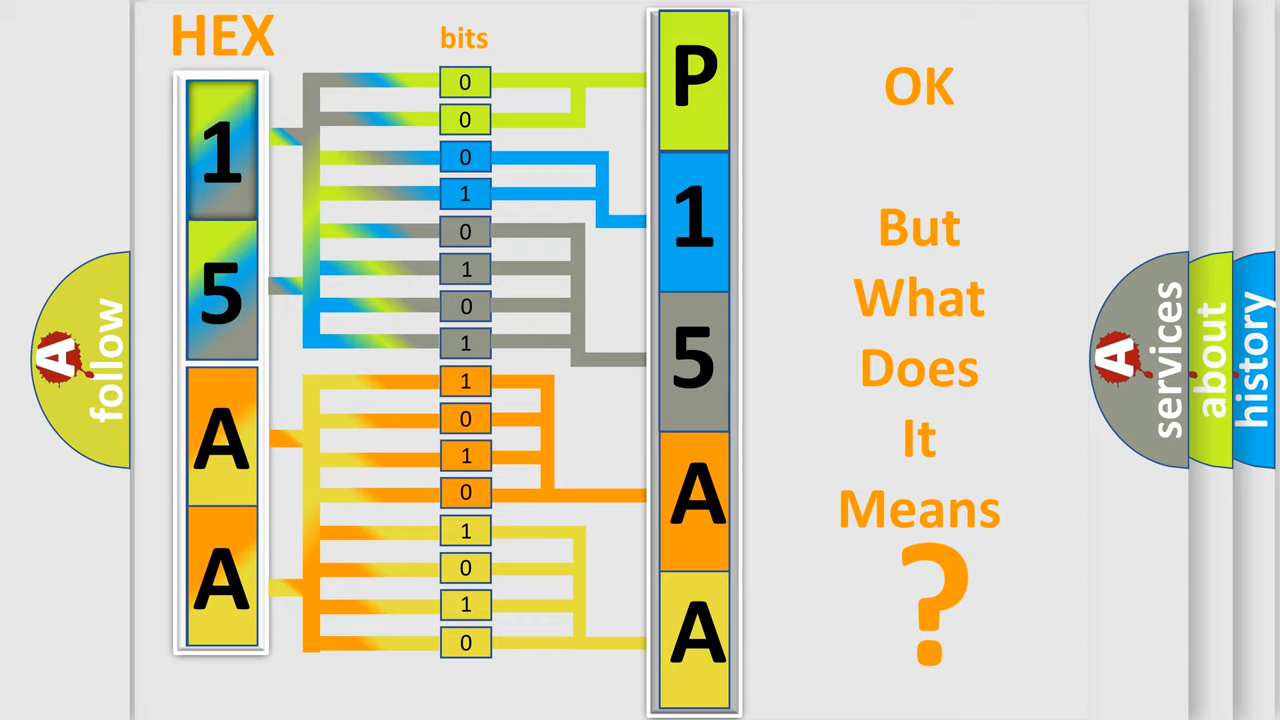 HEX
bits
1
5
A
A
0
0
0
1
0
1
0
1
1
0
1
0
1
0
1
0
P
1
5
A
A
OK
But
What
Does
It
Means
?
A
follow
A
services
about
history